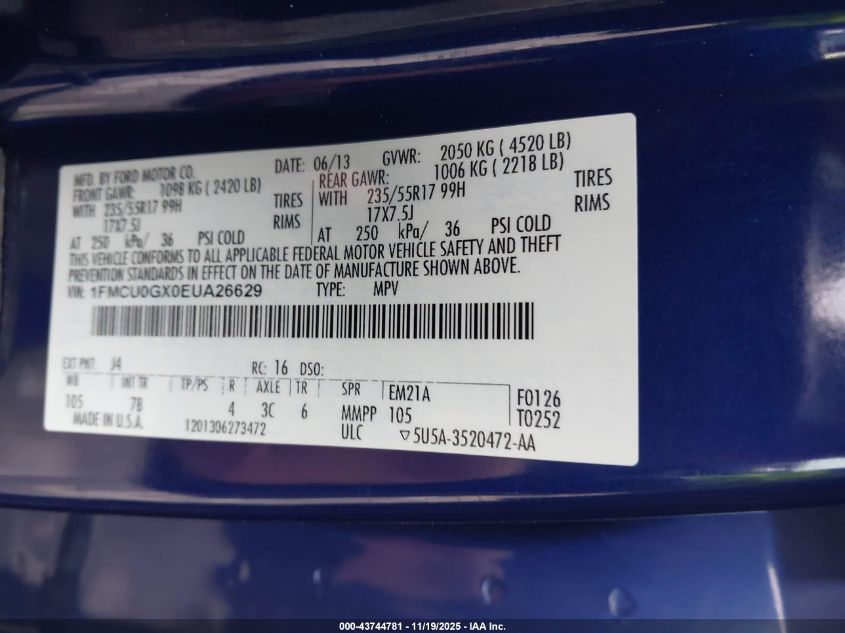 MFD. BY FORD MOTOR CO.
DATE: 06/13 GVWR: 2050 KG ( 4520 LB)
FRONT GAWR: 1098 KG ( 2420 LB)
REAR GAWR: 1006 KG ( 2218 LB)
WITH 235/55R17 99H TIRES
WITH 235/55R17 99H TIRES
17X7.5J RIMS
17X7.5J RIMS
AT 250 kPa/ 36 PSI COLD
AT 250 kPa/ 36 PSI COLD
THIS VEHICLE CONFORMS TO ALL APPLICABLE FEDERAL MOTOR VEHICLE SAFETY AND THEFT
PREVENTION STANDARDS IN EFFECT ON THE DATE OF MANUFACTURE SHOWN ABOVE.
VIN: 1FMCU0GX0EUA26629 TYPE: MPV
EXT PNT: J4 RC: 16 DSO:
WB INT TR TP/PS R AXLE TR SPR EM21A F0126
105 7B 4 3C 6 MMPP 105 T0252
MADE IN U.S.A. 1201306273472 ULC ▽5U5A-3520472-AA
000-43744781 - 11/19/2025 - IAA Inc.